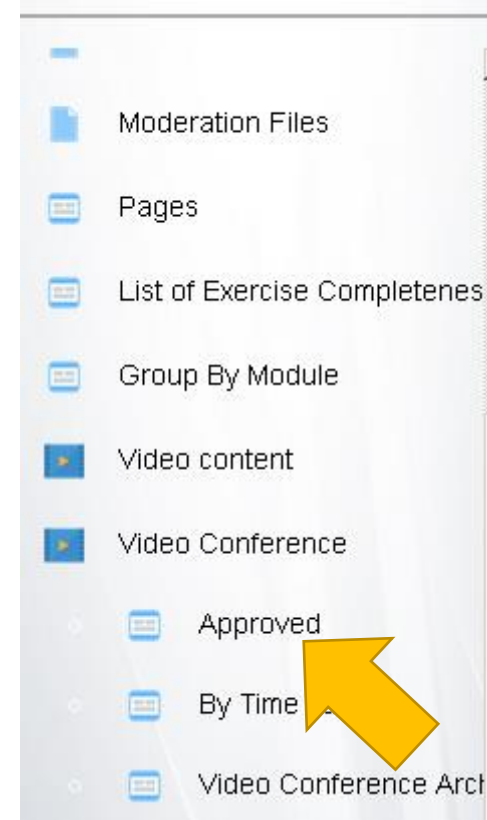 Moderation Files
Pages
List of Exercise Completenes
Group By Module
Video content
Video Conference
Approved
By Time
Video Conference Arch